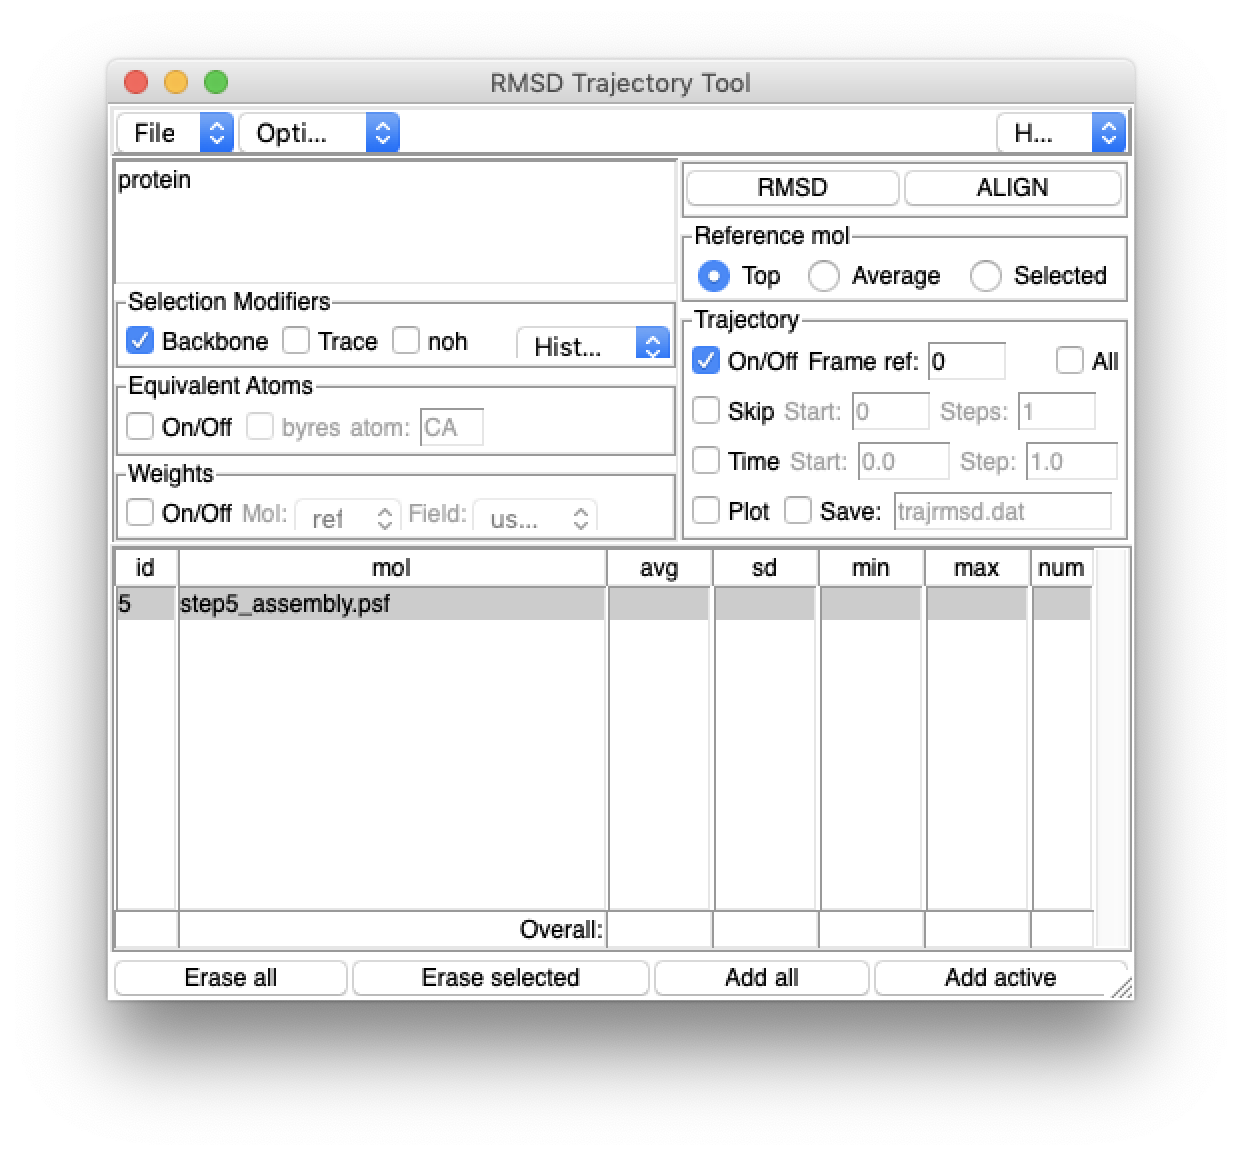 RMSD Trajectory Tool
File Opti... H...
protein
RMSD ALIGN
Reference mol
Top Average Selected
Selection Modifiers
Backbone Trace noh Hist...
Trajectory
On/Off Frame ref: 0 All
Equivalent Atoms
On/Off byres atom: CA
Skip Start: 0 Steps: 1
Time Start: 0.0 Step: 1.0
Weights
On/Off Mol: ref Field: us...
Plot Save: trajrmsd.dat
id mol avg sd min max num
5 step5_assembly.psf
Overall:
Erase all Erase selected Add all Add active